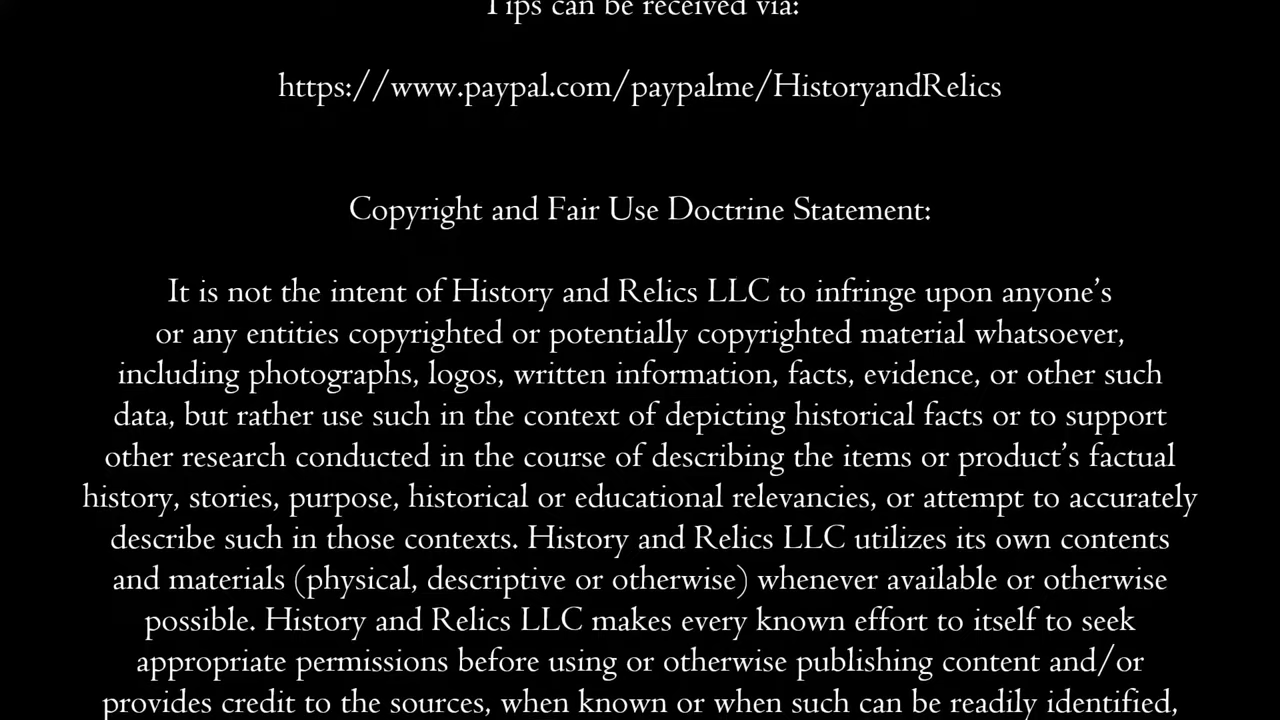 Tips can be received via:
https://www.paypal.com/paypalme/HistoryandRelics
Copyright and Fair Use Doctrine Statement:
It is not the intent of History and Relics LLC to infringe upon anyone’s
or any entities copyrighted or potentially copyrighted material whatsoever,
including photographs, logos, written information, facts, evidence, or other such
data, but rather use such in the context of depicting historical facts or to support
other research conducted in the course of describing the items or product’s factual
history, stories, purpose, historical or educational relevancies, or attempt to accurately
describe such in those contexts. History and Relics LLC utilizes its own contents
and materials (physical, descriptive or otherwise) whenever available or otherwise
possible. History and Relics LLC makes every known effort to itself to seek
appropriate permissions before using or otherwise publishing content and/or
provides credit to the sources, when known or when such can be readily identified,